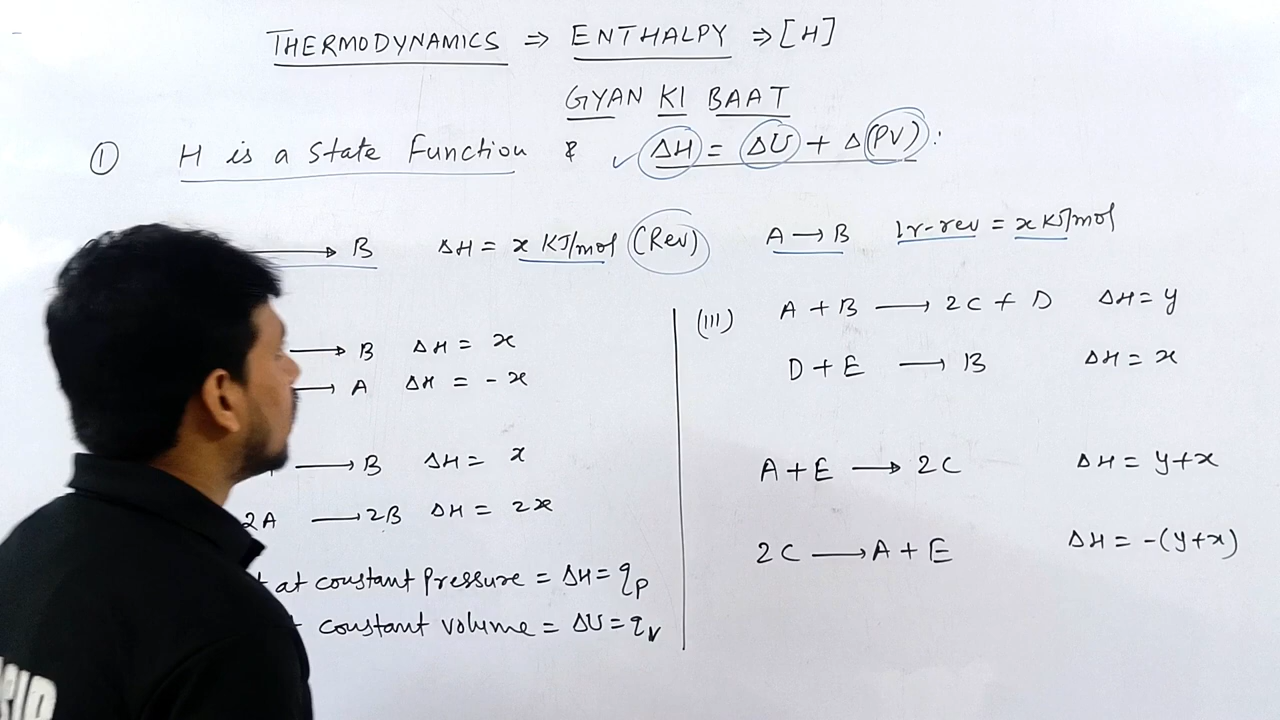 THERMODYNAMICS ⇒ ENTHALPY ⇒ [H]
GYAN KI BAAT
① H is a State Function & ✓ ΔH = ΔU + Δ(PV).
⟶ B ΔH = x KJ/mol (Rev) A → B Ir-rev = x KJ/mol
⟶ B ΔH = x
⟶ A ΔH = -x
⟶ B ΔH = x
2A ⟶ 2B ΔH = 2x
at constant Pressure = ΔH = qp
constant volume = ΔU = qv
(III) A + B ⟶ 2C + D ΔH = y
D + E ⟶ B ΔH = x
A + E ⟶ 2C ΔH = y+x
2C ⟶ A + E ΔH = -(y+x)